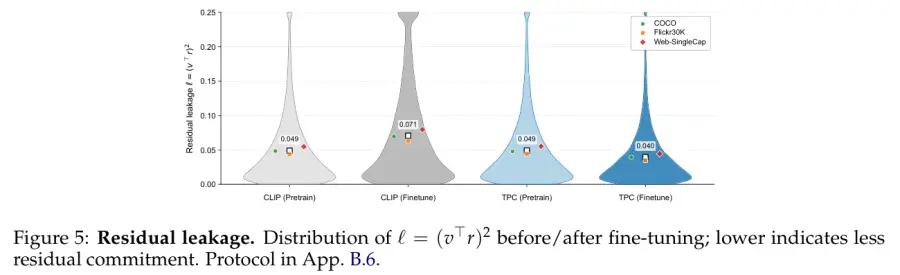 0.25
0.20
0.15
0.10
0.05
0.00
Residual leakage ℓ = (v⊤r)²
COCO
Flickr30K
Web-SingleCap
0.049
0.071
0.049
0.040
CLIP (Pretrain)
CLIP (Finetune)
TPC (Pretrain)
TPC (Finetune)
Figure 5: Residual leakage. Distribution of ℓ = (v⊤r)² before/after fine-tuning; lower indicates less
residual commitment. Protocol in App. B.6.